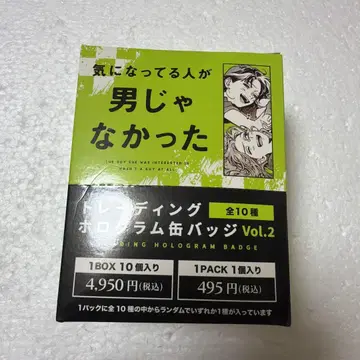 気になってる人が
男じゃ
なかった
THE GUY SHE WAS INTERESTED IN
WASN'T A GUY AT ALL
トレーディング
全10種
ホログラム缶バッジ Vol.2
DING HOLOGRAM BADGE
1BOX 10個入り
4,950円(税込)
1PACK 1個入り
495円(税込)
1パックに全10種の中からランダムでいずれか1種が入っています